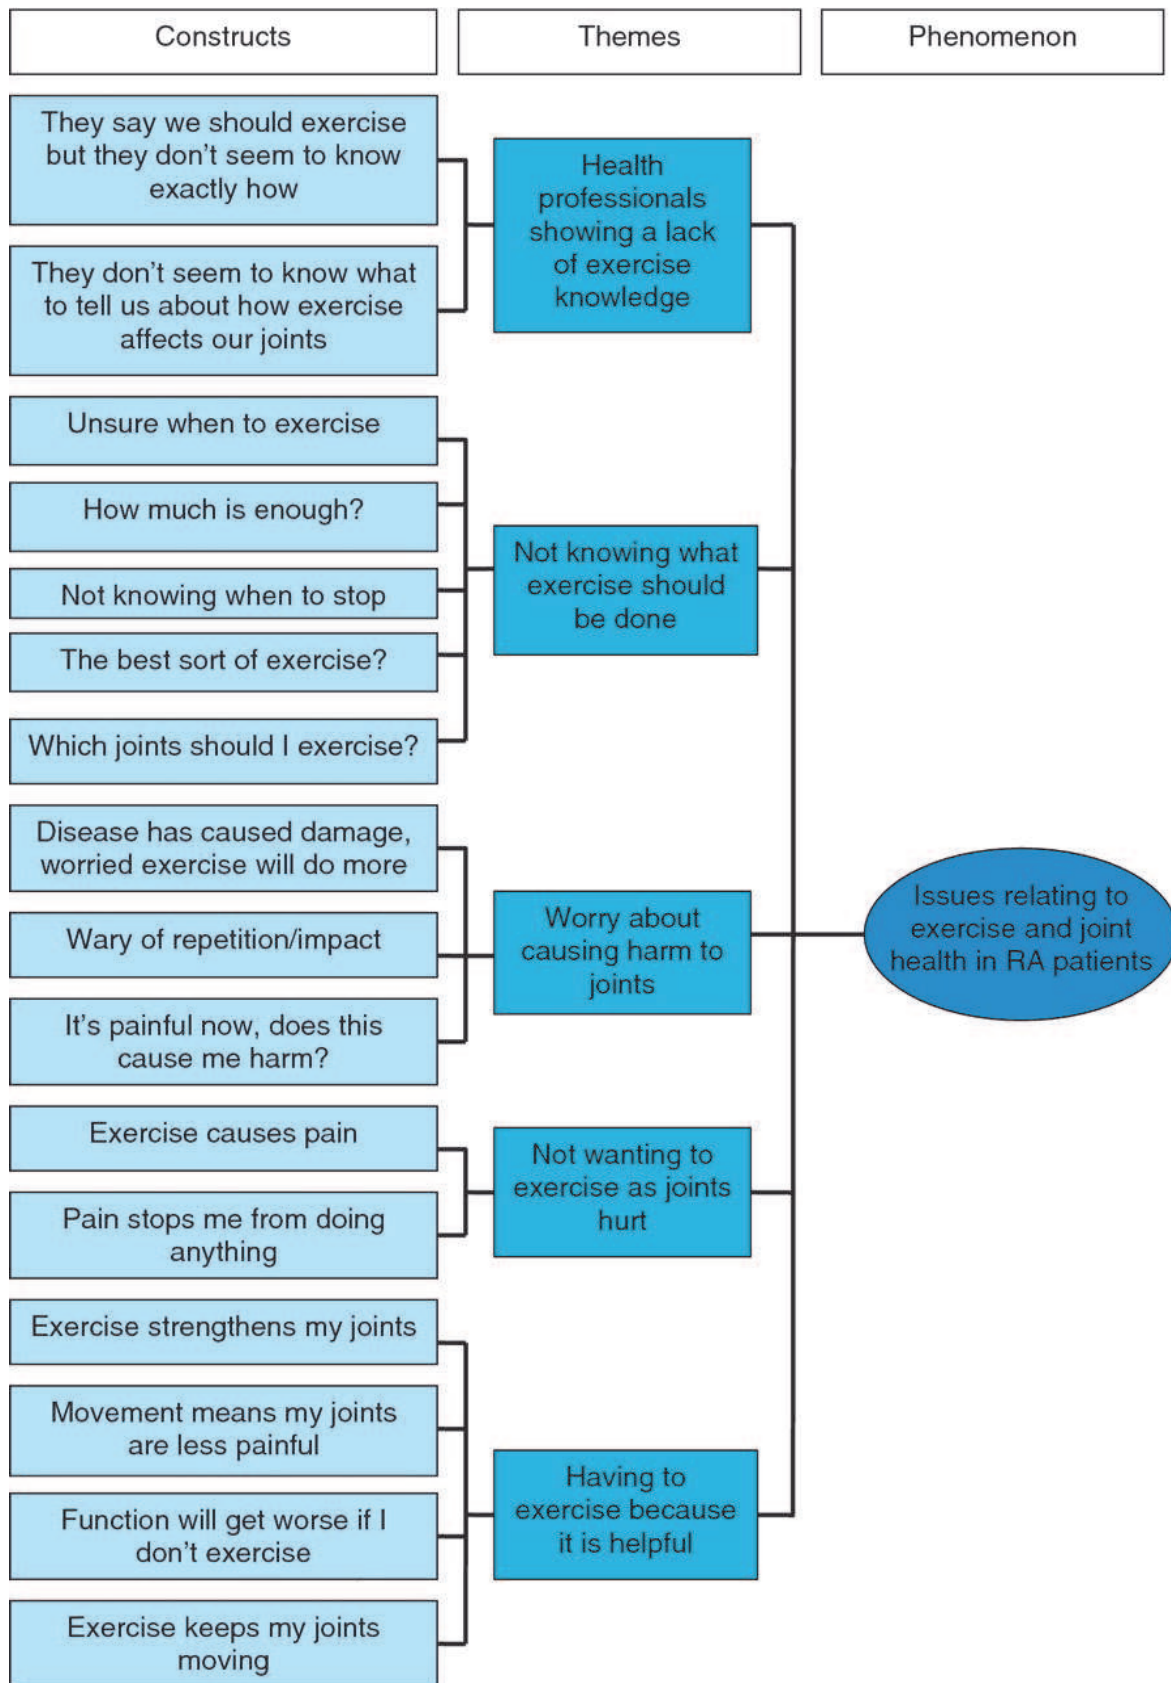 Constructs
Themes
Phenomenon
They say we should exercise
but they don't seem to know
exactly how
They don't seem to know what
to tell us about how exercise
affects our joints
Health
professionals
showing a lack
of exercise
knowledge
Unsure when to exercise
How much is enough?
Not knowing when to stop
The best sort of exercise?
Which joints should I exercise?
Not knowing what
exercise should
be done
Disease has caused damage,
worried exercise will do more
Wary of repetition/impact
It's painful now, does this
cause me harm?
Worry about
causing harm to
joints
Exercise causes pain
Pain stops me from doing
anything
Not wanting to
exercise as joints
hurt
Exercise strengthens my joints
Movement means my joints
are less painful
Function will get worse if I
don't exercise
Exercise keeps my joints
moving
Having to
exercise because
it is helpful
Issues relating to
exercise and joint
health in RA patients